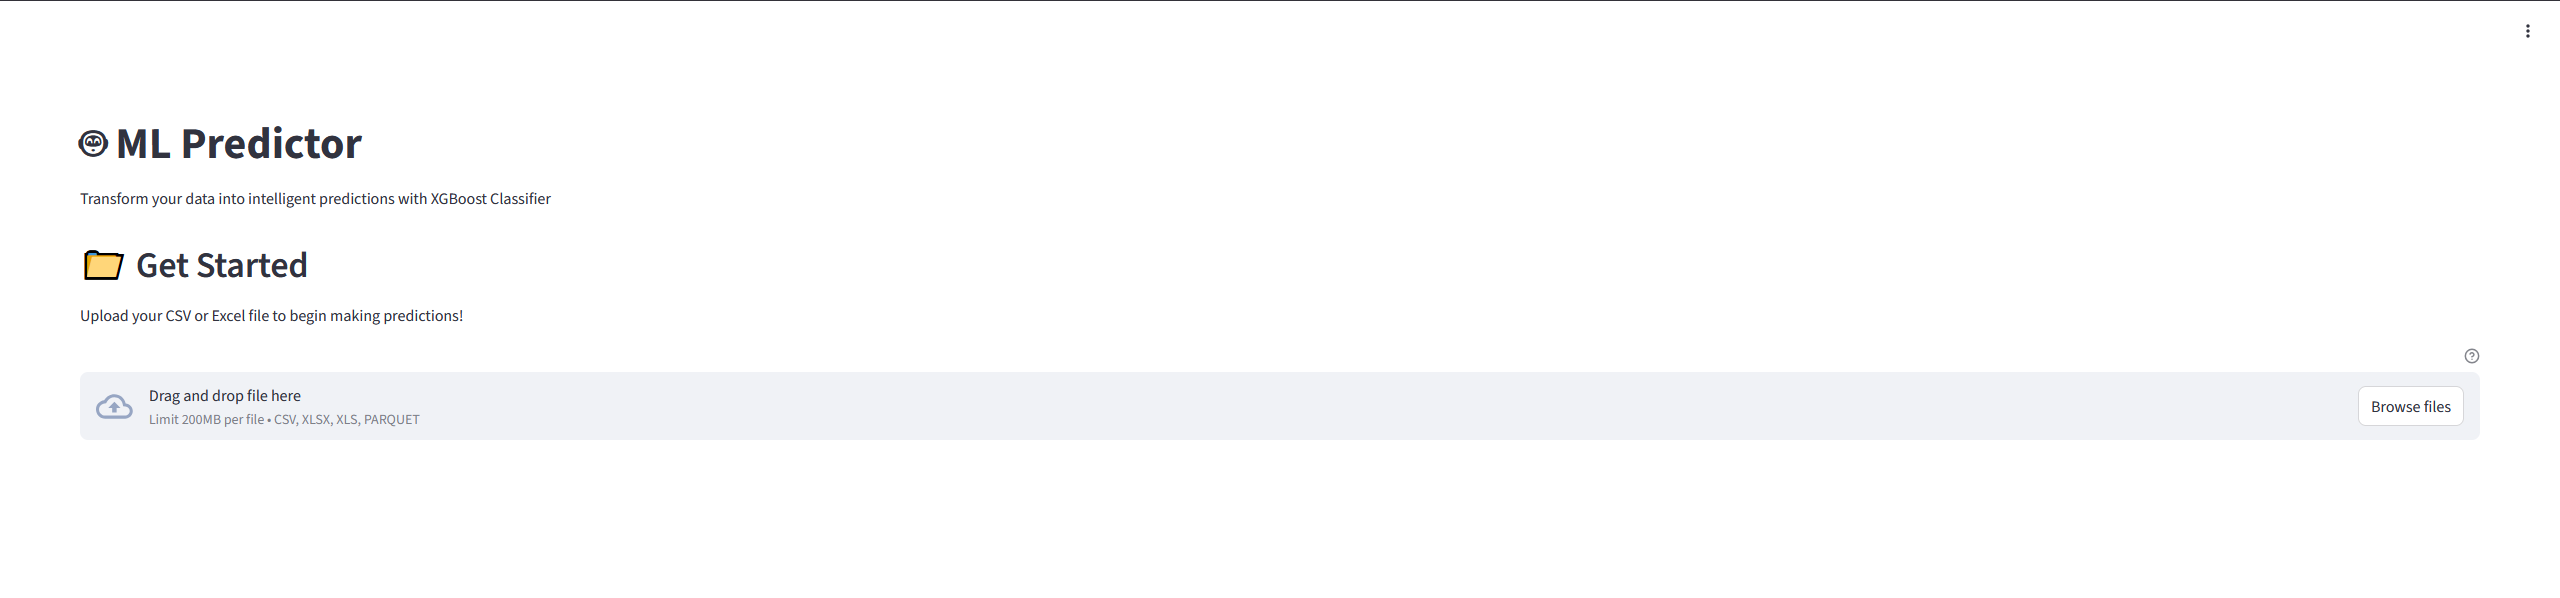 ML Predictor
Transform your data into intelligent predictions with XGBoost Classifier
Get Started
Upload your CSV or Excel file to begin making predictions!
Drag and drop file here
Limit 200MB per file • CSV, XLSX, XLS, PARQUET
Browse files